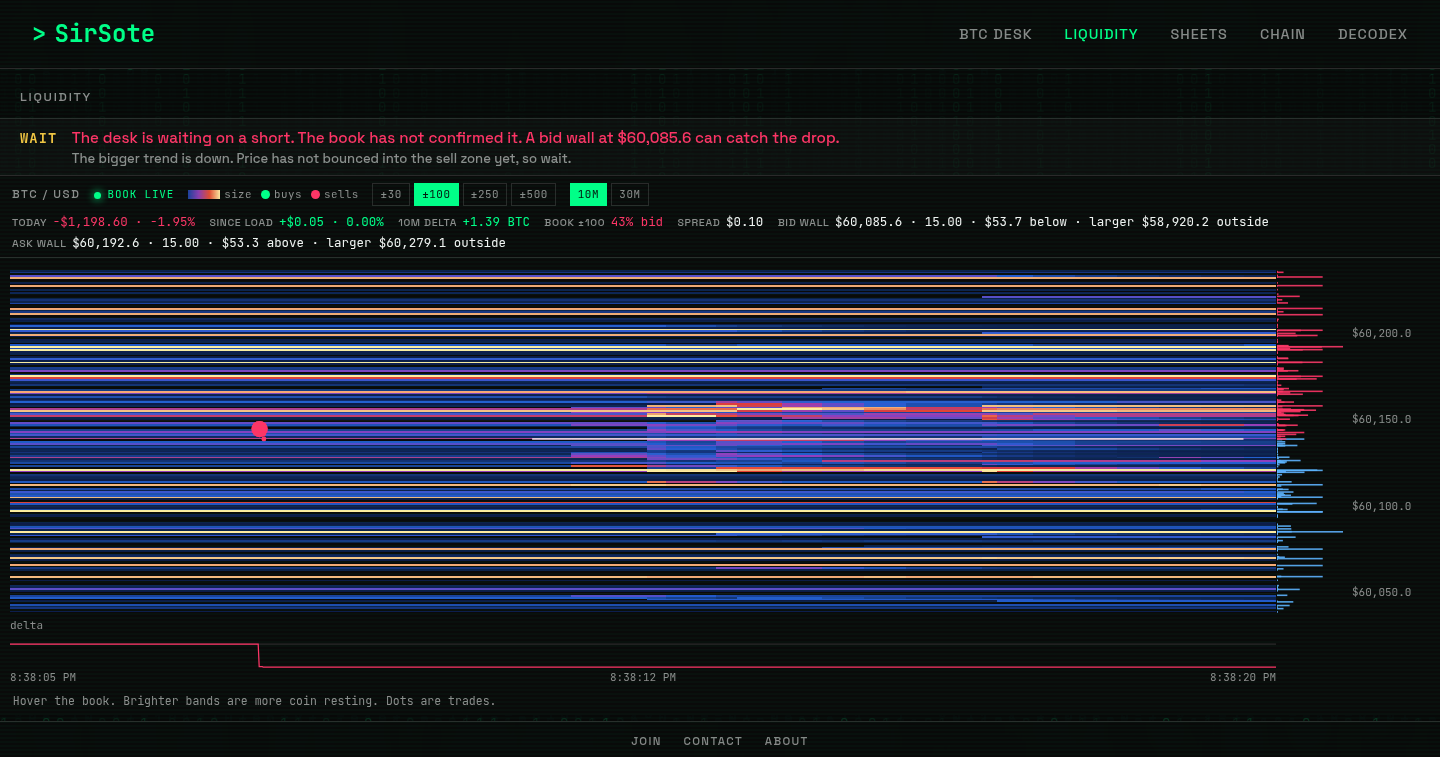 > SirSote
BTC DESK LIQUIDITY SHEETS CHAIN DECODEX
LIQUIDITY
WAIT The desk is waiting on a short. The book has not confirmed it. A bid wall at $60,085.6 can catch the drop.
The bigger trend is down. Price has not bounced into the sell zone yet, so wait.
BTC / USD BOOK LIVE size buys sells ±30 ±100 ±250 ±500 10M 30M
TODAY -$1,198.60 · -1.95% SINCE LOAD +$0.05 · 0.00% 10M DELTA +1.39 BTC BOOK ±100 43% bid SPREAD $0.10 BID WALL $60,085.6 · 15.00 · $53.7 below · larger $58,920.2 outside
ASK WALL $60,192.6 · 15.00 · $53.3 above · larger $60,279.1 outside
$60,200.0
$60,150.0
$60,100.0
$60,050.0
delta
8:38:05 PM 8:38:12 PM 8:38:20 PM
Hover the book. Brighter bands are more coin resting. Dots are trades.
JOIN CONTACT ABOUT